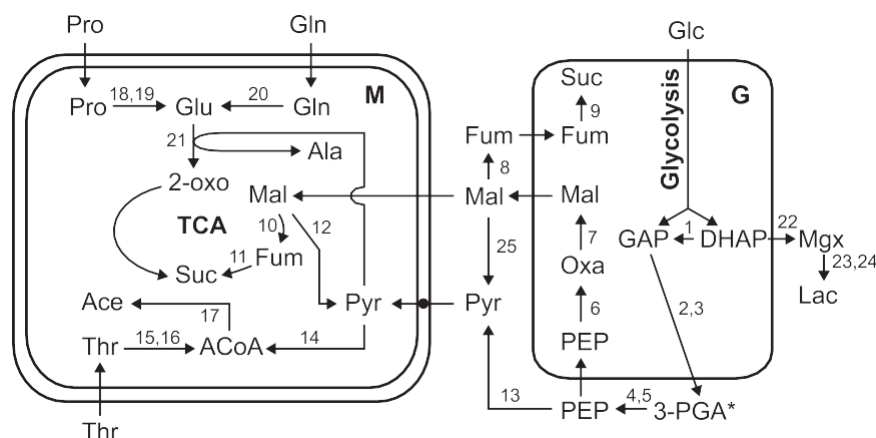 Pro Gln Glc
M G
Suc
9
Pro 18,19 Glu 20 Gln
Fum Fum
21
Ala
8
Glycolysis
2-oxo
Mal Mal Mal
TCA
10 12
7
25
GAP 1 DHAP 22 Mgx
11 Fum
Suc
Oxa
23,24
Ace
Pyr Pyr
6
2,3
Lac
17
Thr 15,16 ACoA 14
PEP
13 PEP 4,5 3-PGA*
Thr